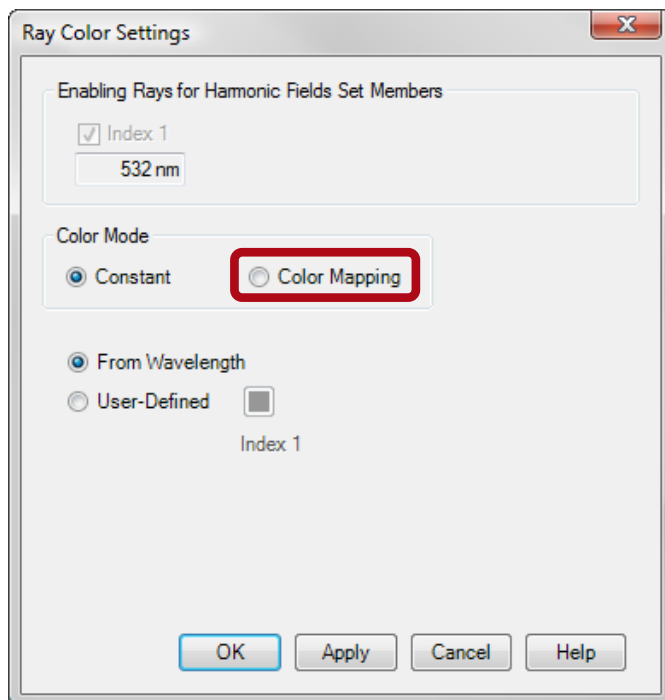 Ray Color Settings
Enabling Rays for Harmonic Fields Set Members
Index 1
532 nm
Color Mode
Constant
Color Mapping
From Wavelength
User-Defined
Index 1
OK
Apply
Cancel
Help